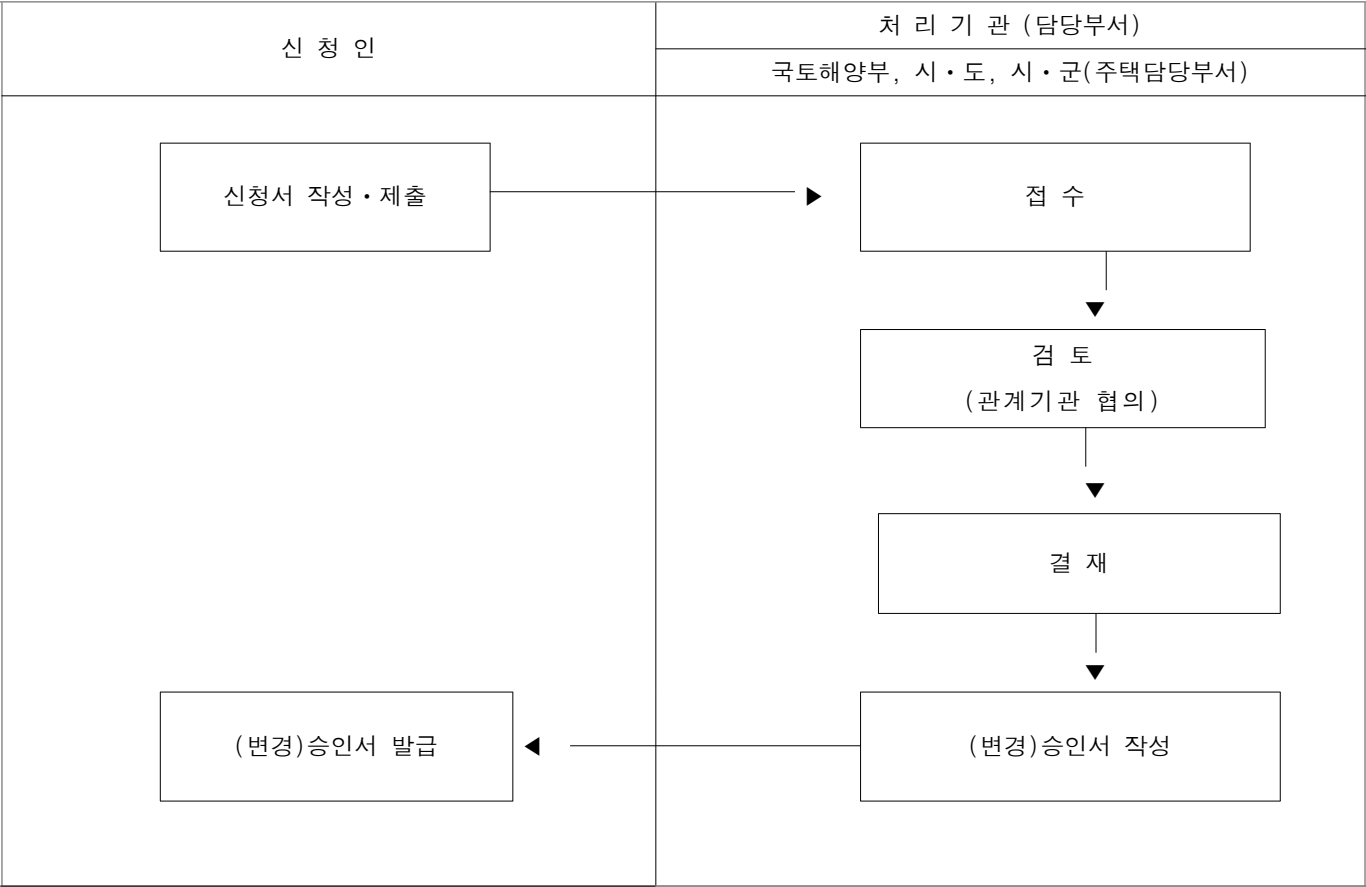 신 청 인
처 리 기 관 (담당부서)
국토해양부, 시・도, 시・군(주택담당부서)
신청서 작성・제출
접 수
검 토
(관계기관 협의)
결 재
(변경)승인서 발급
(변경)승인서 작성